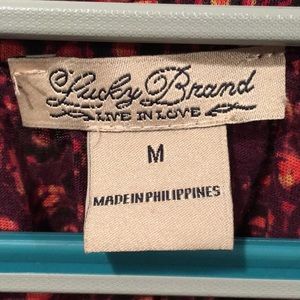 Lucky Brand
LIVE IN LOVE
M
MADE IN PHILIPPINES